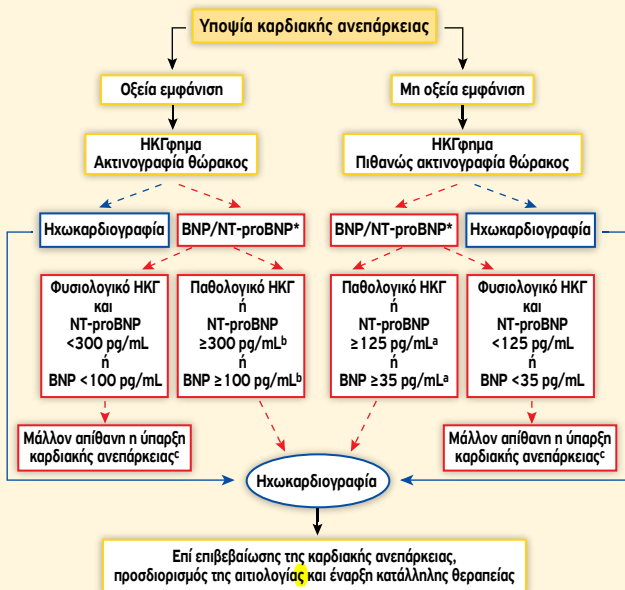 Υποψία καρδιακής ανεπάρκειας
Οξεία εμφάνιση
Μη οξεία εμφάνιση
ΗΚΓφημα
Ακτινογραφία θώρακος
ΗΚΓφημα
Πιθανώς ακτινογραφία θώρακος
Ηχωκαρδιογραφία
BNP/NT-proBNP*
BNP/NT-proBNP*
Ηχωκαρδιογραφία
Φυσιολογικό ΗΚΓ
και
NT-proBNP
<300 pg/mL
ή
BNP <100 pg/mL
Παθολογικό ΗΚΓ
ή
NT-proBNP
≥300 pg/mLᵇ
ή
BNP ≥100 pg/mLᵇ
Παθολογικό ΗΚΓ
ή
NT-proBNP
≥125 pg/mLᵃ
ή
BNP ≥35 pg/mLᵃ
Φυσιολογικό ΗΚΓ
και
NT-proBNP
<125 pg/mL
ή
BNP <35 pg/mL
Μάλλον απίθανη η ύπαρξη
καρδιακής ανεπάρκειαςᶜ
Μάλλον απίθανη η ύπαρξη
καρδιακής ανεπάρκειαςᶜ
Ηχωκαρδιογραφία
Επί επιβεβαίωσης της καρδιακής ανεπάρκειας,
προσδιορισμός της αιτιολογίας και έναρξη κατάλληλης θεραπείας